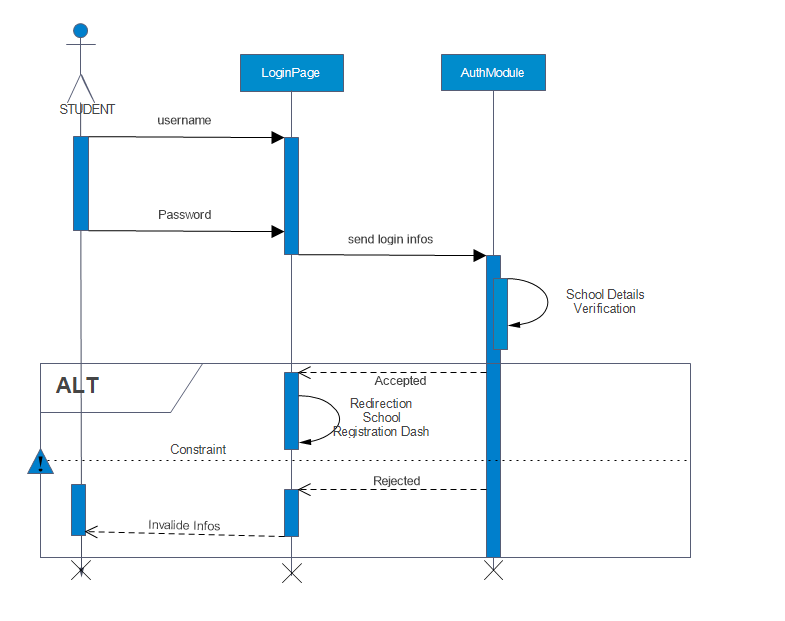 LoginPage
AuthModule
STUDENT
username
Password
send login infos
School Details
Verification
ALT
Accepted
Redirection
School
Registration Dash
Constraint
!
Rejected
Invalide Infos